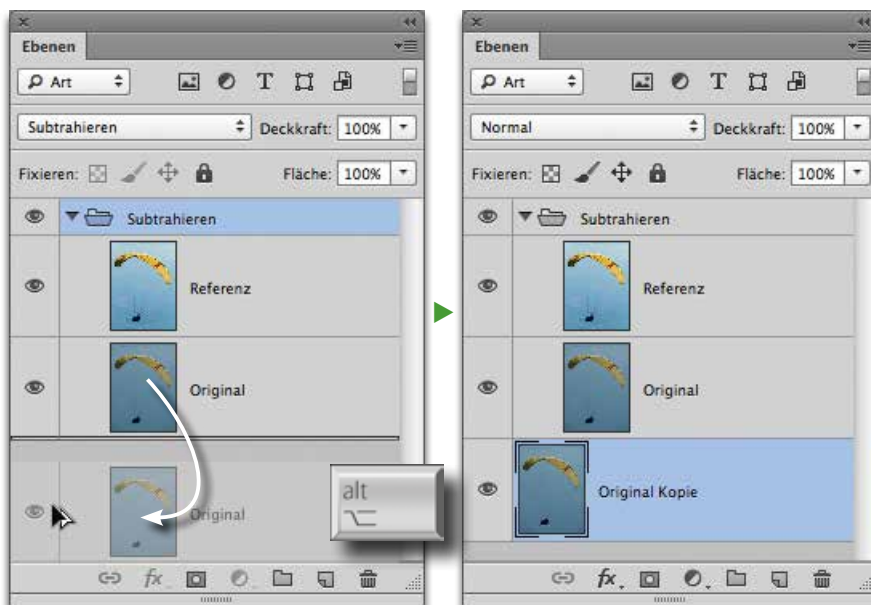 Ebenen
Art
T
Subtrahieren Deckkraft: 100%
Fixieren: Fläche: 100%
Subtrahieren
Referenz
Original
Original
alt
fx
Ebenen
Art
T
Normal Deckkraft: 100%
Fixieren: Fläche: 100%
Subtrahieren
Referenz
Original
Original Kopie
fx